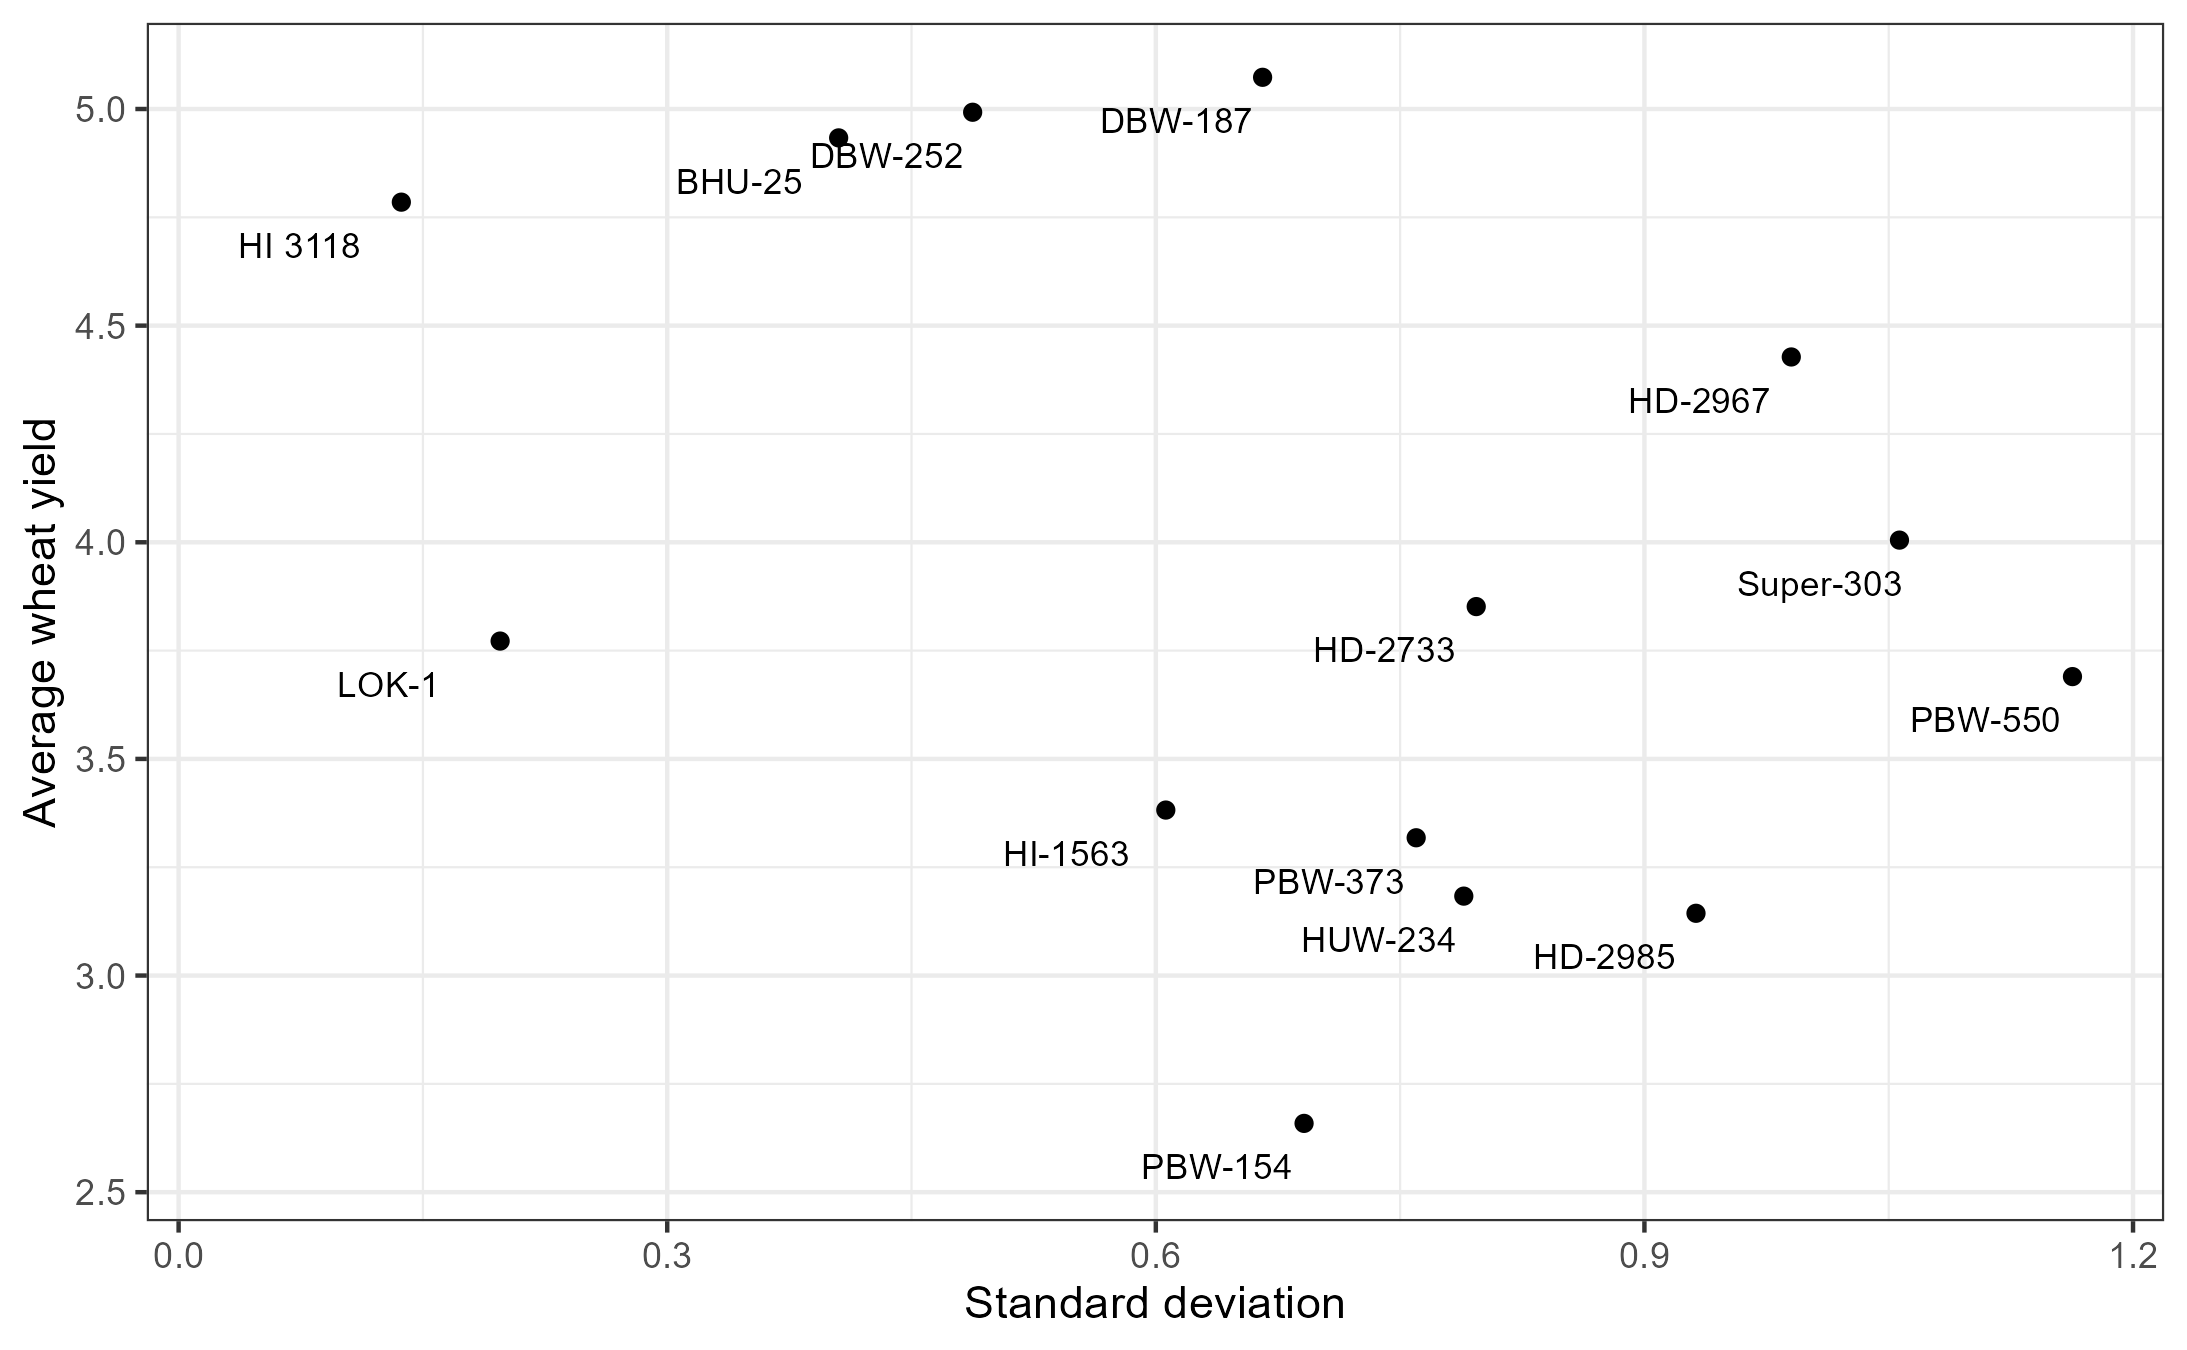 5.0
DBW-187
DBW-252
BHU-25
HI 3118
4.5
HD-2967
4.0
Super-303
HD-2733
LOK-1
PBW-550
3.5
HI-1563
PBW-373
HUW-234
HD-2985
3.0
PBW-154
2.5
Average wheat yield
0.0 0.3 0.6 0.9 1.2
Standard deviation